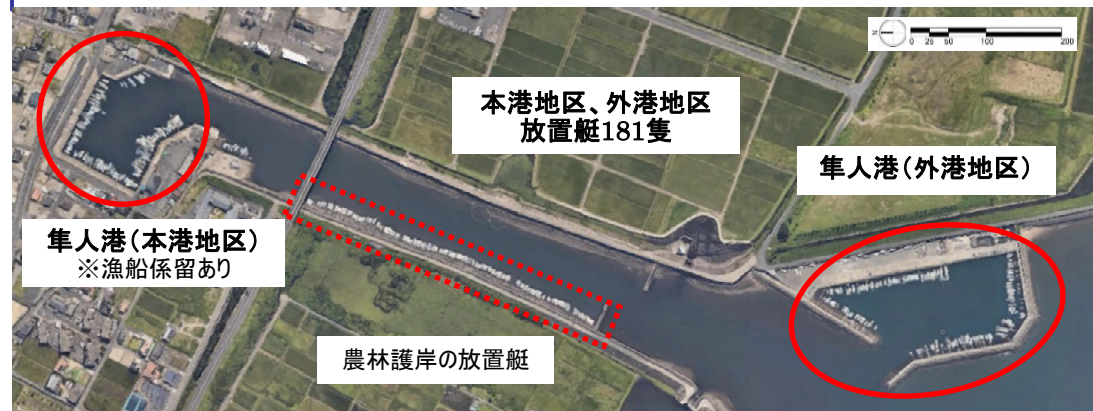 N
0 25 50 100 200
本港地区、外港地区
放置艇181隻
隼人港(外港地区)
隼人港(本港地区)
※漁船係留あり
農林護岸の放置艇